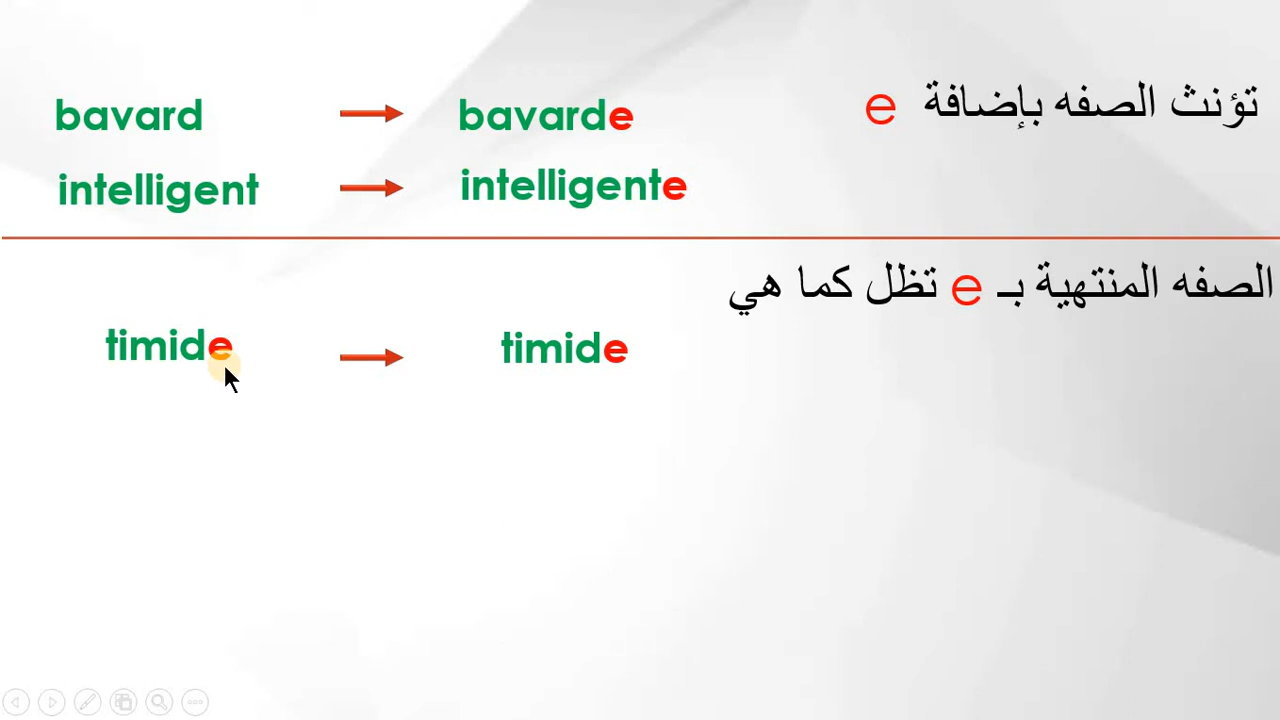 تؤنث الصفه بإضافة e
bavard → bavarde
intelligent → intelligente
الصفه المنتهية بـ e تظل كما هي
timide → timide